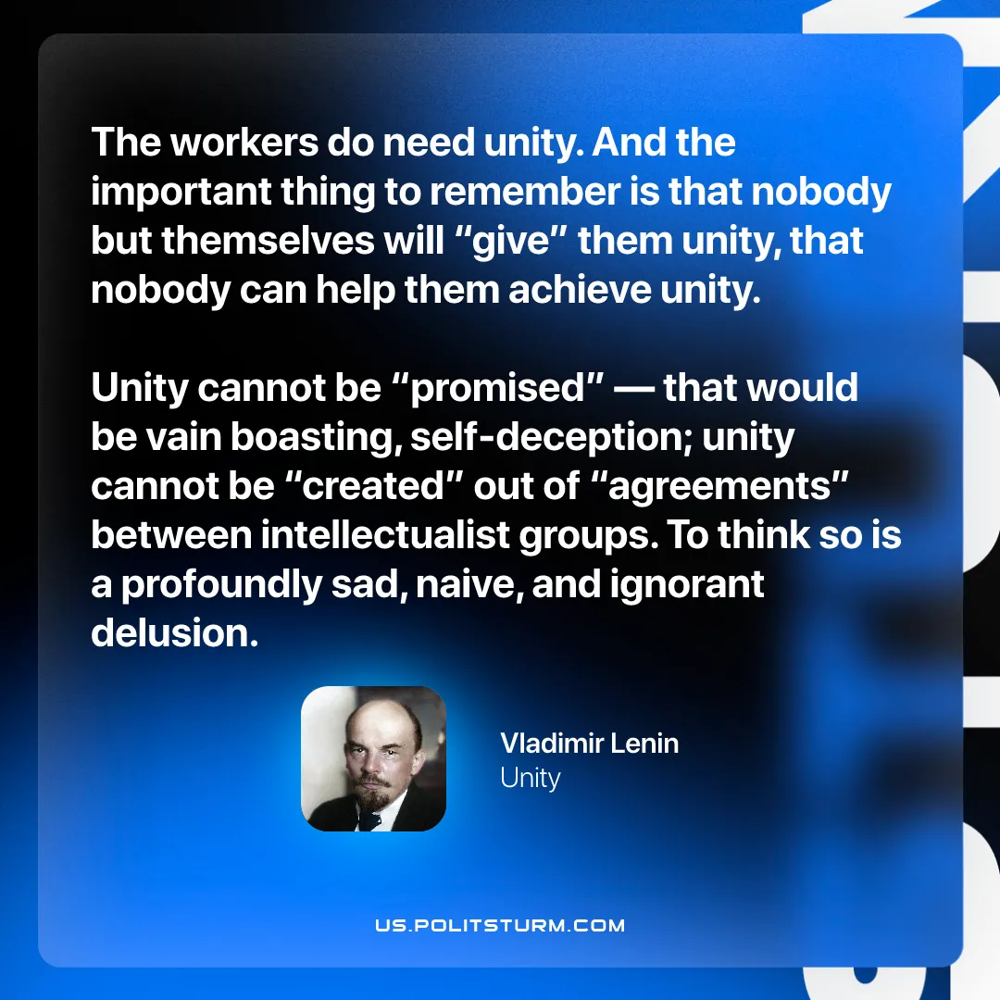 The workers do need unity. And the
important thing to remember is that nobody
but themselves will “give” them unity, that
nobody can help them achieve unity.
Unity cannot be “promised” — that would
be vain boasting, self-deception; unity
cannot be “created” out of “agreements”
between intellectualist groups. To think so is
a profoundly sad, naive, and ignorant
delusion.
Vladimir Lenin
Unity
US.POLITSTURM.COM